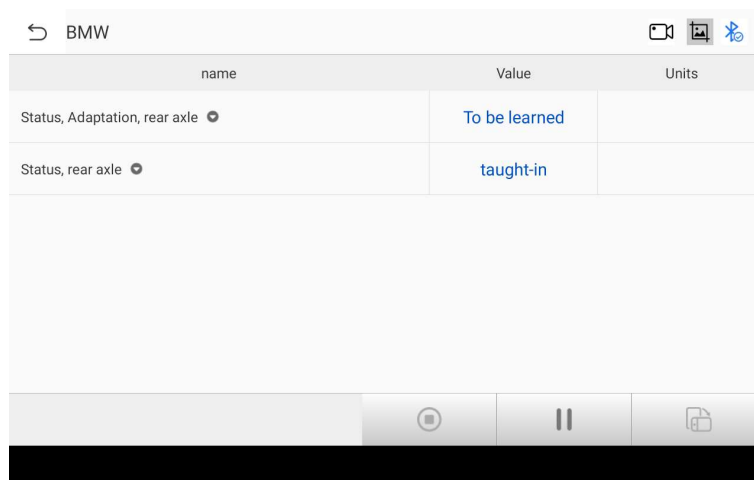 BMW
name Value Units
Status, Adaptation, rear axle To be learned
Status, rear axle taught-in